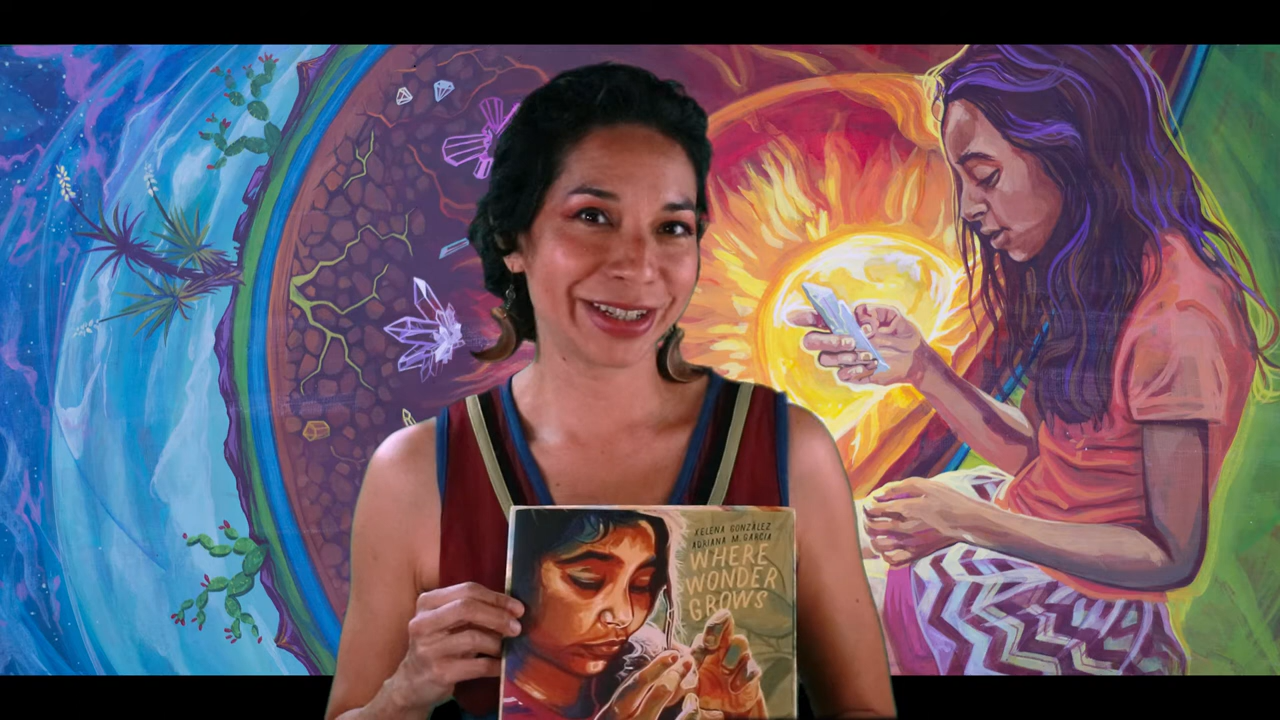 XELENA GONZÁLEZ
ADRIANA M. GARCIA
WHERE
WONDER
GROWS